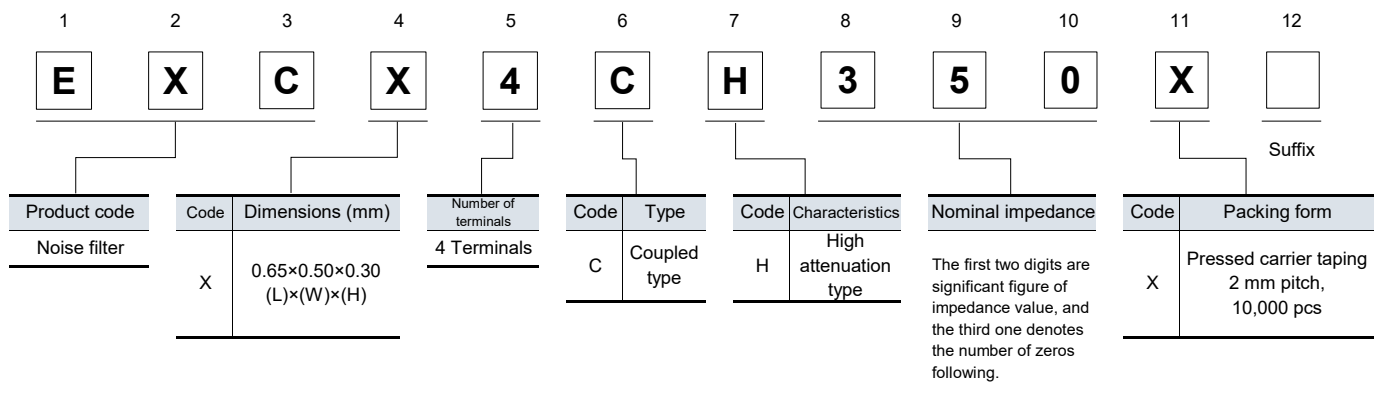 1 2 3 4 5 6 7 8 9 10 11 12
E X C X 4 C H 3 5 0 X
Suffix
Product code
Noise filter
Code Dimensions (mm)
X 0.65×0.50×0.30
(L)×(W)×(H)
Number of
terminals
4 Terminals
Code Type
C Coupled
type
Code Characteristics
H High
attenuation
type
Nominal impedance
The first two digits are
significant figure of
impedance value, and
the third one denotes
the number of zeros
following.
Code Packing form
X Pressed carrier taping
2 mm pitch,
10,000 pcs